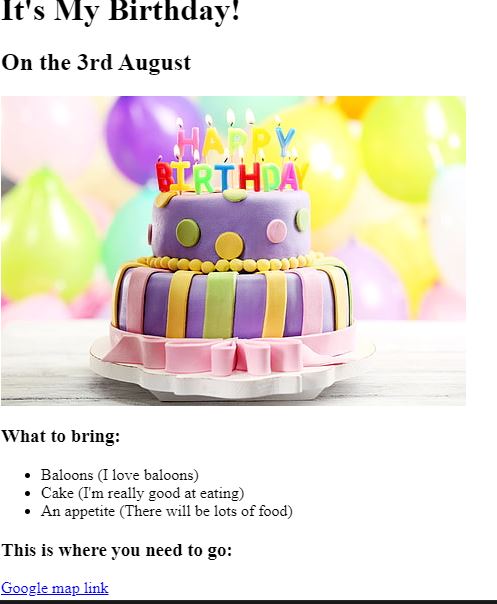 It's My Birthday!
On the 3rd August
HAPPY
BIRTHDAY
What to bring:
Baloons (I love baloons)
Cake (I'm really good at eating)
An appetite (There will be lots of food)
This is where you need to go:
Google map link